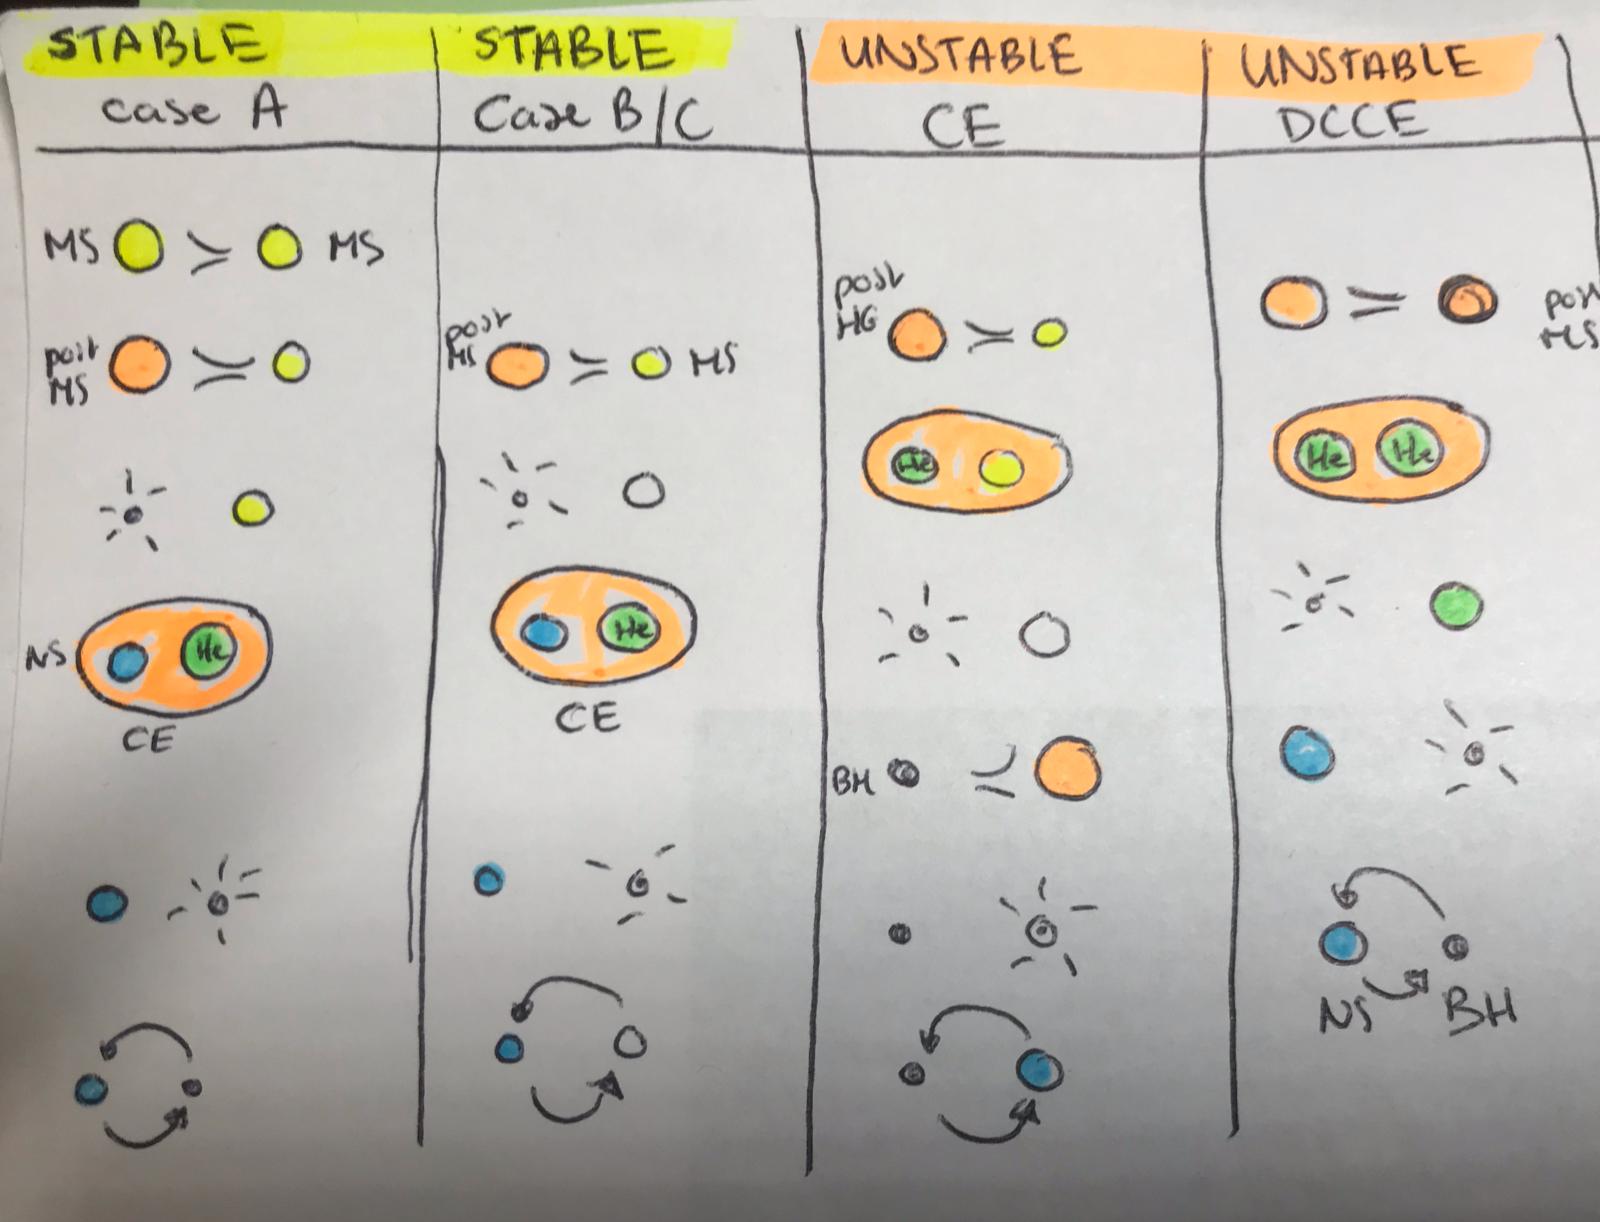 STABLE
STABLE
UNSTABLE
UNSTABLE
case A
Case B/C
CE
DCCE
MS
MS
post
MS
NS
He
CE
post
MS
MS
He
CE
post
HG
He
BH
post
MS
He
He
NS
BH